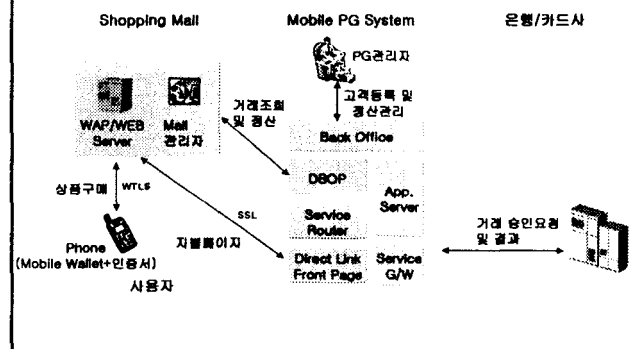 Shopping Mall
Mobile PG System
은행/카드사
PG관리자
거래조회
및 정산
고객등록 및
정산관리
WAP/WEB
Server
Mall
관리자
Back Office
DBOP
App.
Server
Service
Router
상품구매
WTLS
SSL
지불페이지
거래 승인요청
및 결과
Direct Link
Front Page
Service
G/W
Phone
(Mobile Wallet+인증서)
사용자